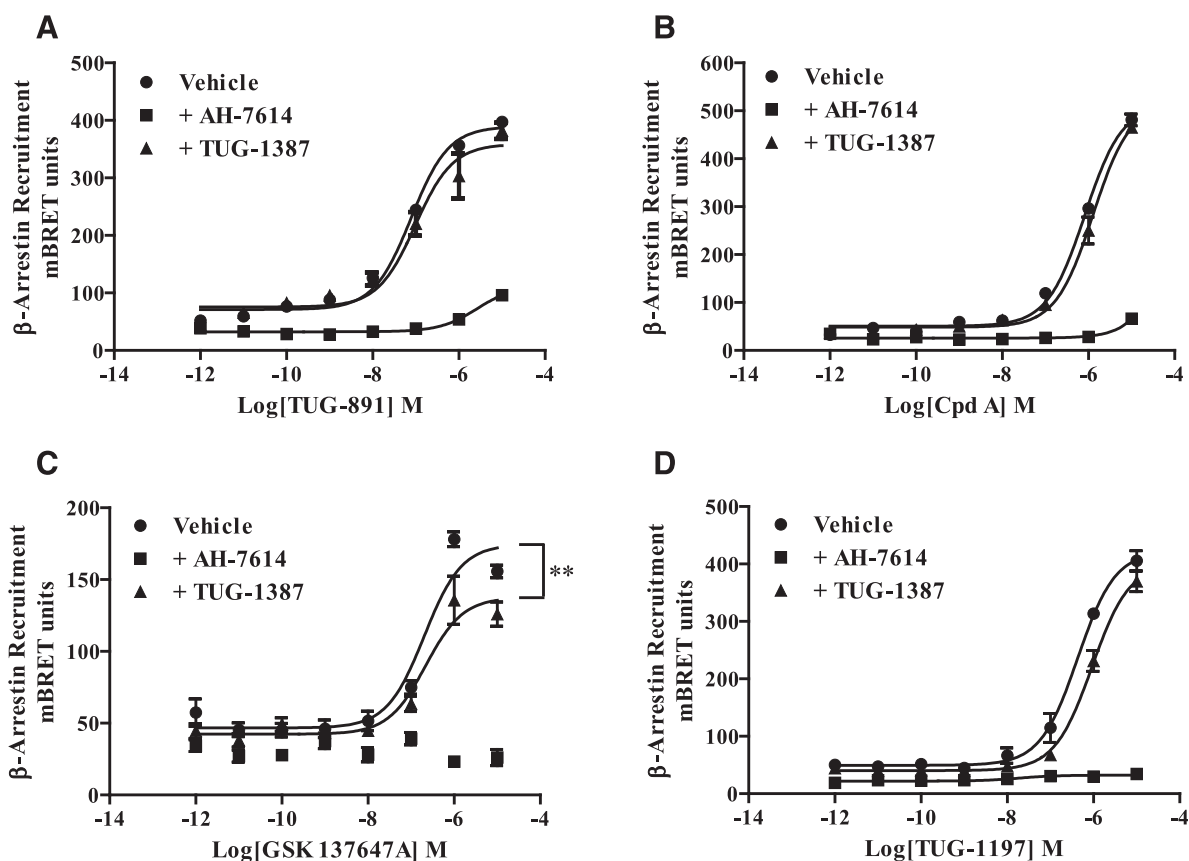 A
β-Arrestin Recruitment
mBRET units
500
400
300
200
100
0
Vehicle
+ AH-7614
+ TUG-1387
-14
-12
-10
-8
-6
-4
Log[TUG-891] M
B
β-Arrestin Recruitment
mBRET units
600
500
400
300
200
100
0
Vehicle
+ AH-7614
+ TUG-1387
-14
-12
-10
-8
-6
-4
Log[Cpd A] M
C
β-Arrestin Recruitment
mBRET units
200
150
100
50
0
Vehicle
+ AH-7614
+ TUG-1387
**
-14
-12
-10
-8
-6
-4
Log[GSK 137647A] M
D
β-Arrestin Recruitment
mBRET units
500
400
300
200
100
0
Vehicle
+ AH-7614
+ TUG-1387
-14
-12
-10
-8
-6
-4
Log[TUG-1197] M